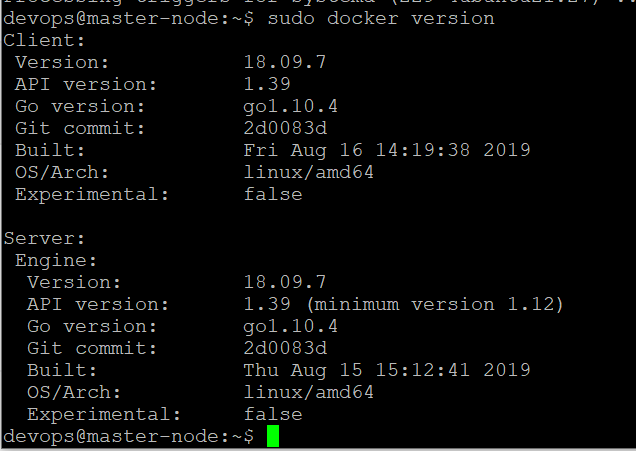 devops@master-node:~$ sudo docker version
Client:
 Version:           18.09.7
 API version:       1.39
 Go version:        go1.10.4
 Git commit:        2d0083d
 Built:             Fri Aug 16 14:19:38 2019
 OS/Arch:           linux/amd64
 Experimental:      false

Server:
 Engine:
  Version:          18.09.7
  API version:      1.39 (minimum version 1.12)
  Go version:       go1.10.4
  Git commit:       2d0083d
  Built:            Thu Aug 15 15:12:41 2019
  OS/Arch:          linux/amd64
  Experimental:     false
devops@master-node:~$